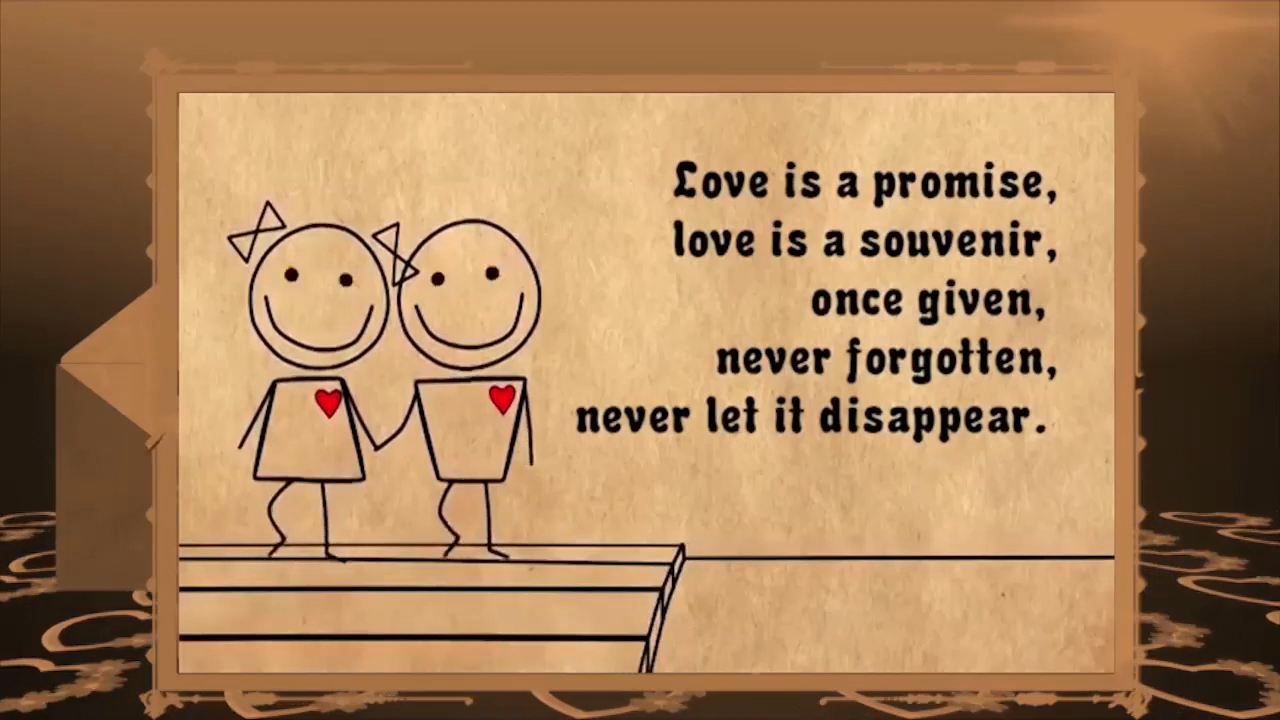 Love is a promise,
love is a souvenir,
once given,
never forgotten,
never let it disappear.